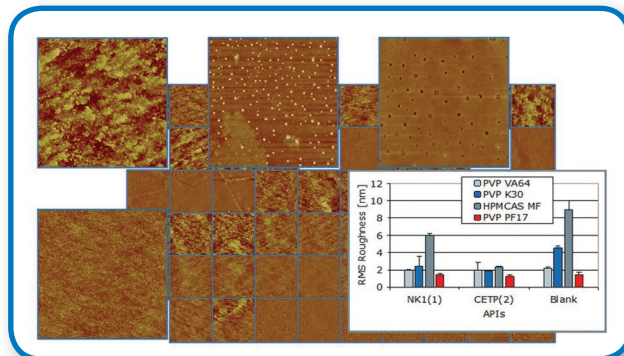 PVP VA64
PVP K30
HPMCAS MF
PVP PF17
12
10
8
6
4
2
0
RMS Roughness [nm]
NK1(1) CETP(2) Blank
APIs